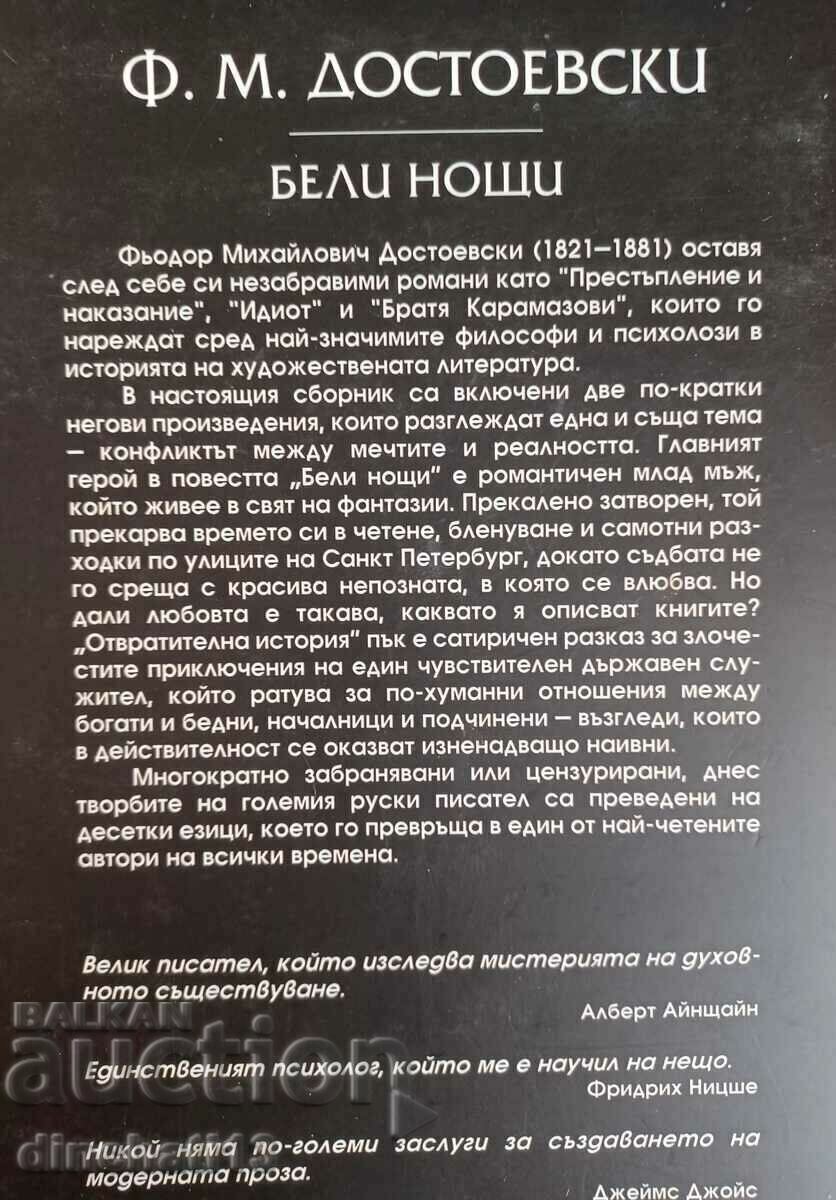 Ф. М. ДОСТОЕВСКИ
БЕЛИ НОЩИ
Фьодор Михайлович Достоевски (1821–1881) оставя
след себе си незабравими романи като "Престъпление и
наказание", "Идиот" и "Братя Карамазови", които го
нареждат сред най-значимите философи и психолози в
историята на художествената литература.
В настоящия сборник са включени две по-кратки
негови произведения, които разглеждат една и съща тема
– конфликтът между мечтите и реалността. Главният
герой в повестта „Бели нощи" е романтичен млад мъж,
който живее в свят на фантазии. Прекалено затворен, той
прекарва времето си в четене, бленуване и самотни раз-
ходки по улиците на Санкт Петербург, докато съдбата не
го среща с красива непозната, в която се влюбва. Но
дали любовта е такава, каквато я описват книгите?
„Отвратителна история" пък е сатиричен разказ за злоче-
стите приключения на един чувствителен държавен слу-
жител, който ратува за по-хуманни отношения между
богати и бедни, началници и подчинени – възгледи, които
в действителност се оказват изненадващо наивни.
Многократно забранявани или цензурирани, днес
творбите на големия руски писател са преведени на
десетки езици, което го превръща в един от най-четените
автори на всички времена.
Велик писател, който изследва мистерията на духов-
ното съществуване.
Алберт Айнщайн
BALKAN
auction
Единственият психолог, който ме е научил на нещо.
Фридрих Ницше
Никой няма по-големи заслуги за създаването на
модерната проза.
Джеймс Джойс